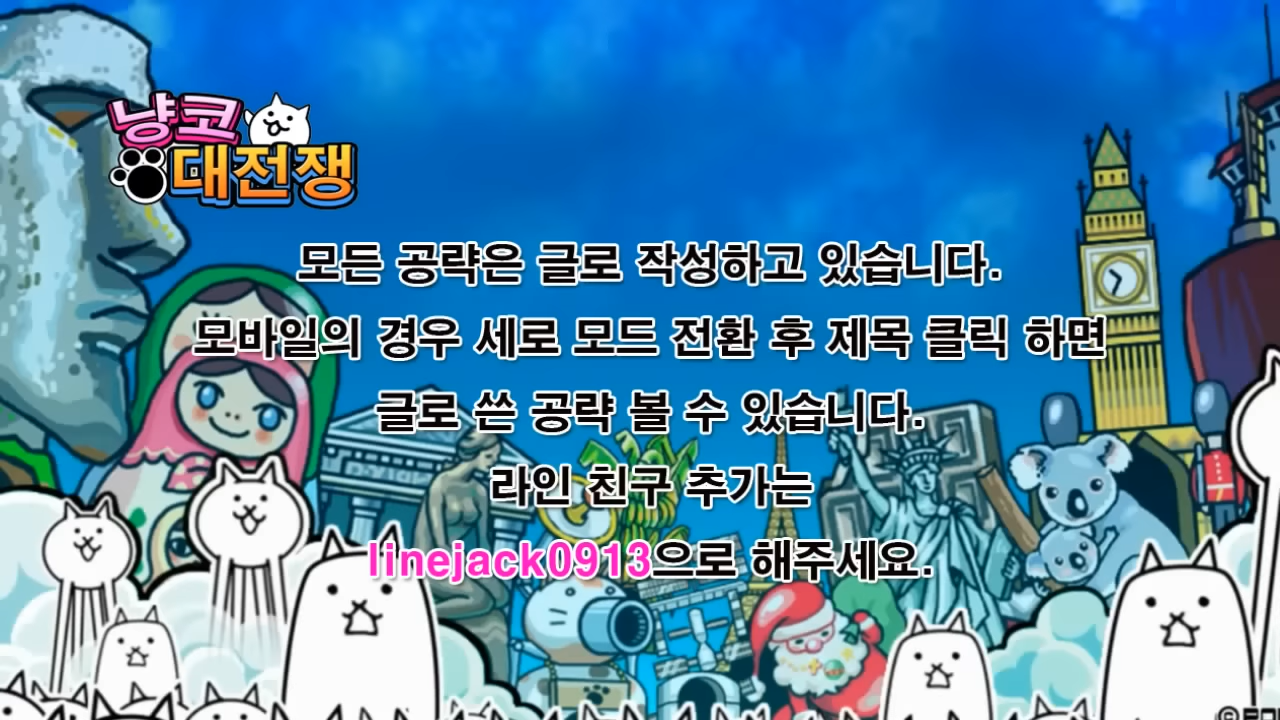 냥코
대전쟁
모든 공략은 글로 작성하고 있습니다.
모바일의 경우 세로 모드 전환 후 제목 클릭 하면
글로 쓴 공략 볼 수 있습니다.
라인 친구 추가는
linejack0913으로 해주세요.